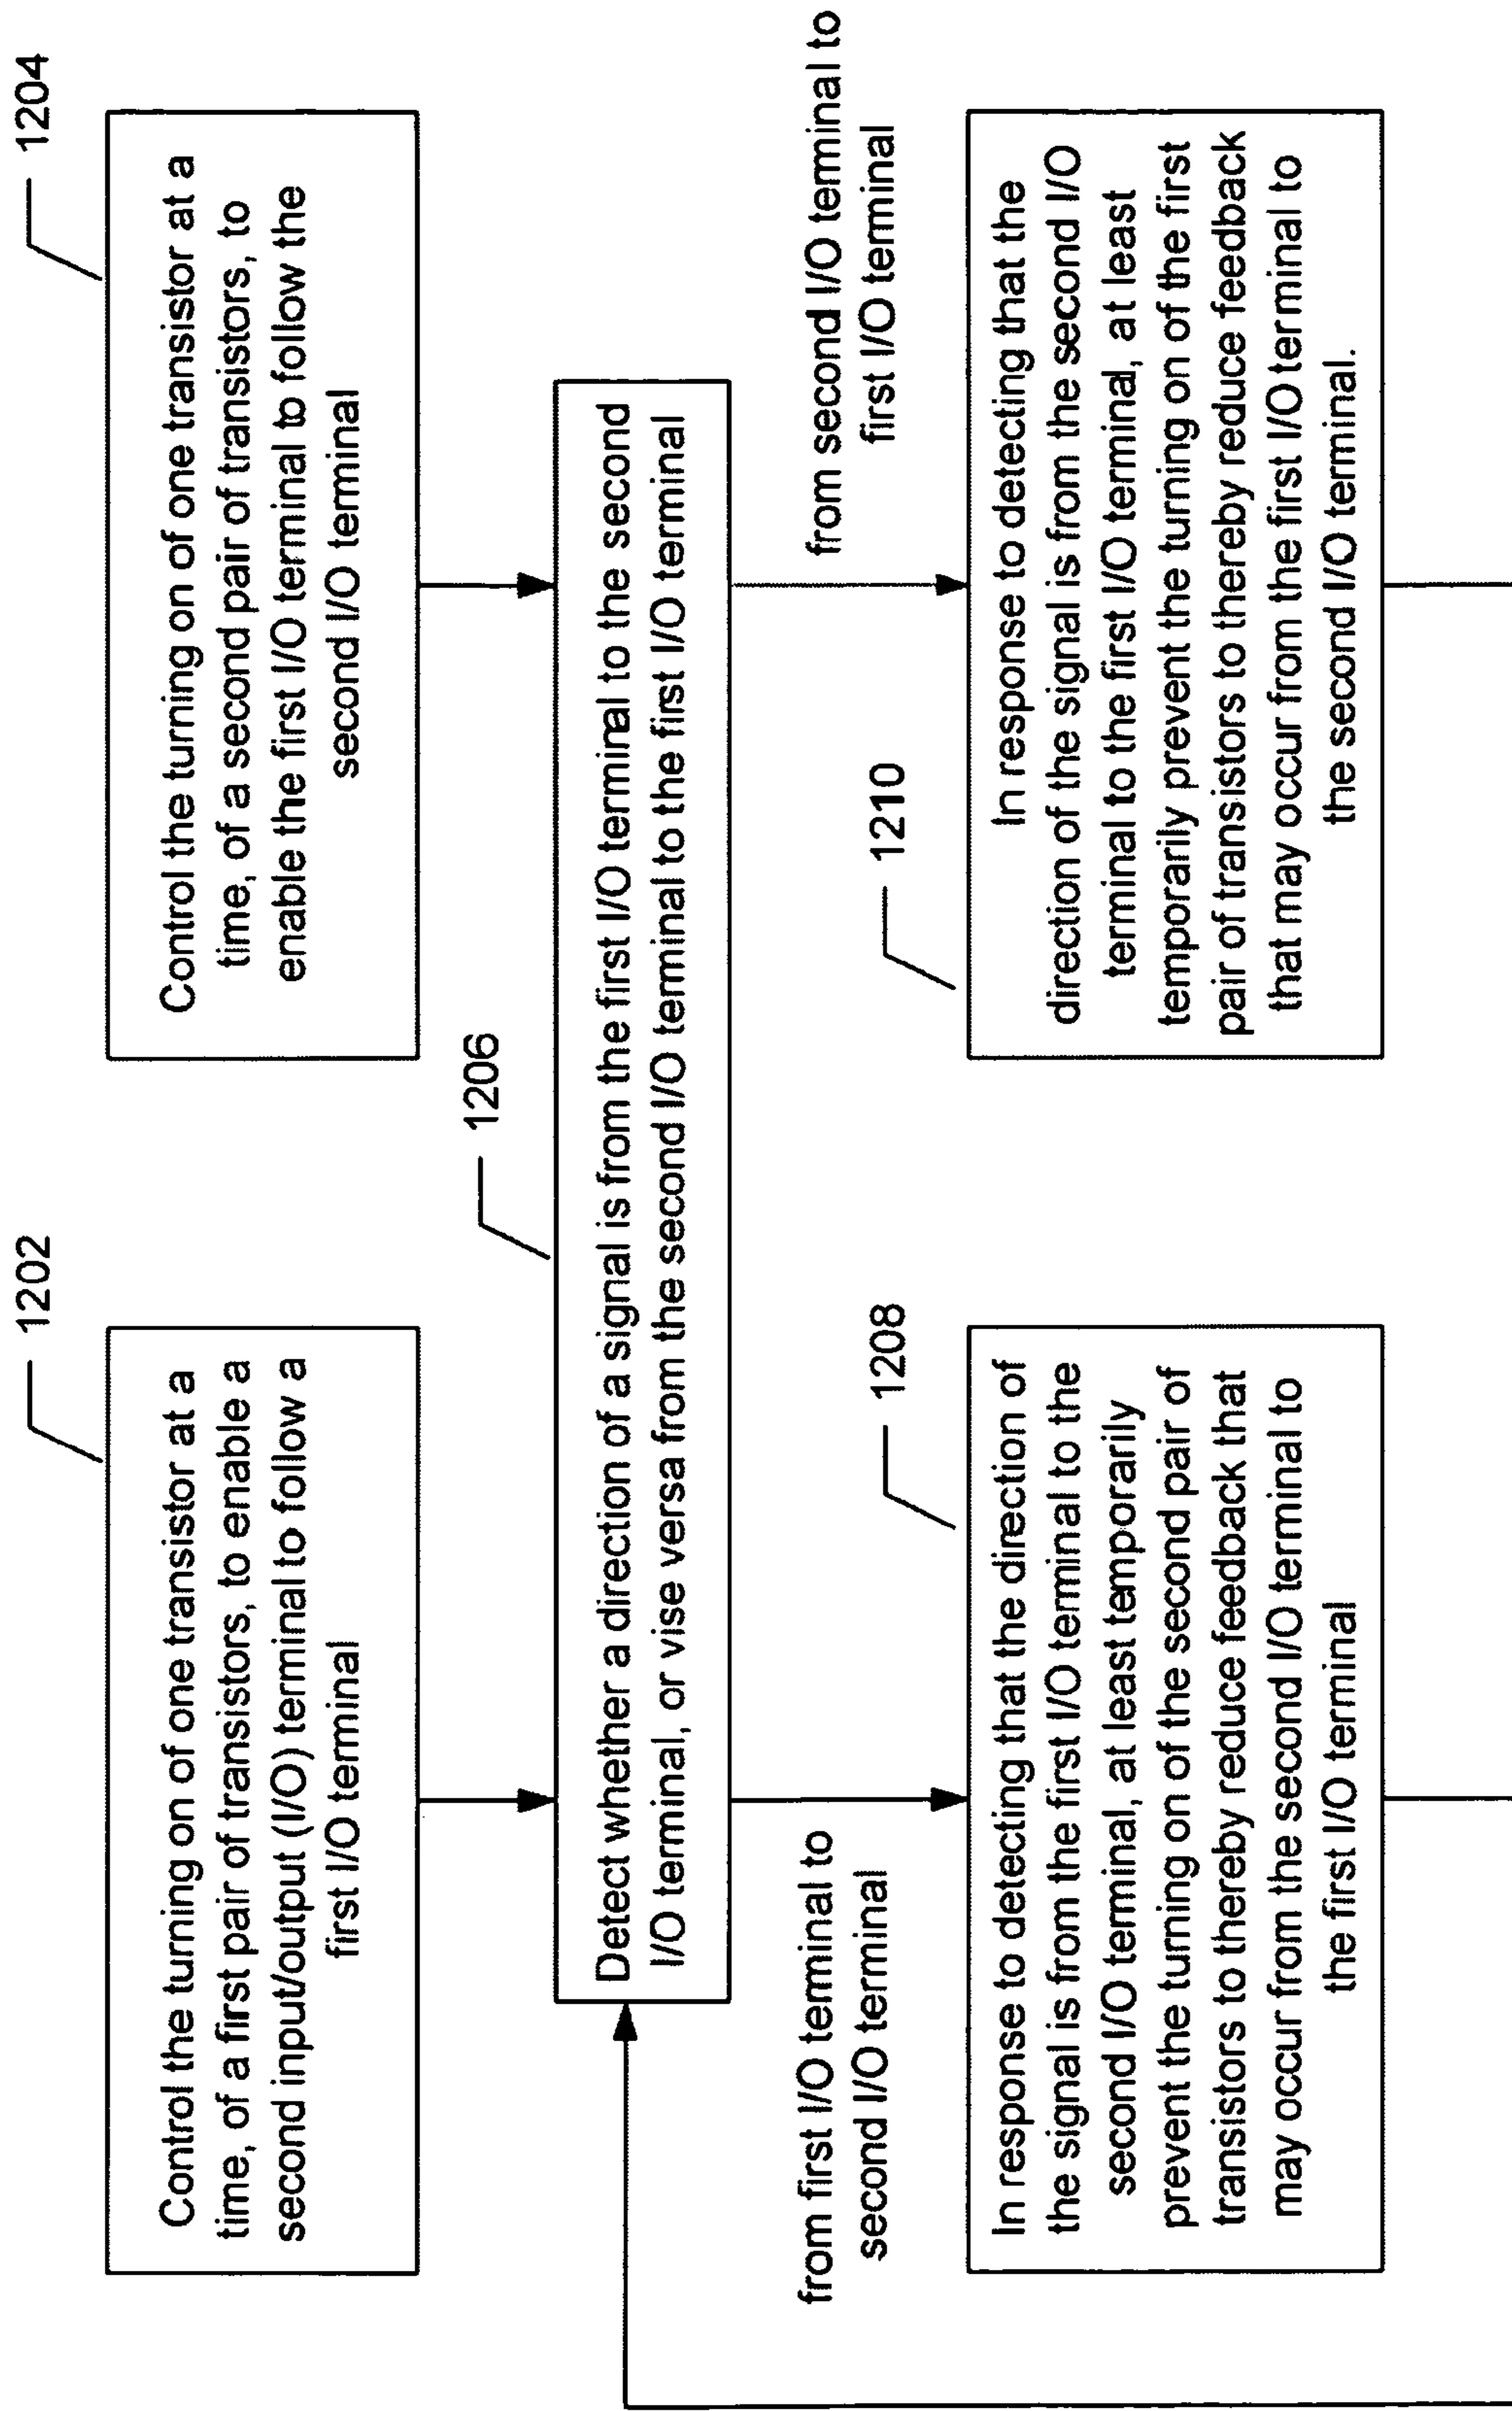 1202
Control the turning on of one transistor at a
time, of a first pair of transistors, to enable a
second input/output (I/O) terminal to follow a
first I/O terminal
1204
Control the turning on of one transistor at a
time, of a second pair of transistors, to
enable the first I/O terminal to follow the
second I/O terminal
1206
Detect whether a direction of a signal is from the first I/O terminal to the second
I/O terminal, or vise versa from the second I/O terminal to the first I/O terminal
from first I/O terminal to
second I/O terminal
from second I/O terminal to
first I/O terminal
1208
In response to detecting that the direction of
the signal is from the first I/O terminal to the
second I/O terminal, at least temporarily
prevent the turning on of the second pair of
transistors to thereby reduce feedback that
may occur from the second I/O terminal to
the first I/O terminal
1210
In response to detecting that the
direction of the signal is from the second I/O
terminal to the first I/O terminal, at least
temporarily prevent the turning on of the first
pair of transistors to thereby reduce feedback
that may occur from the first I/O terminal to
the second I/O terminal.